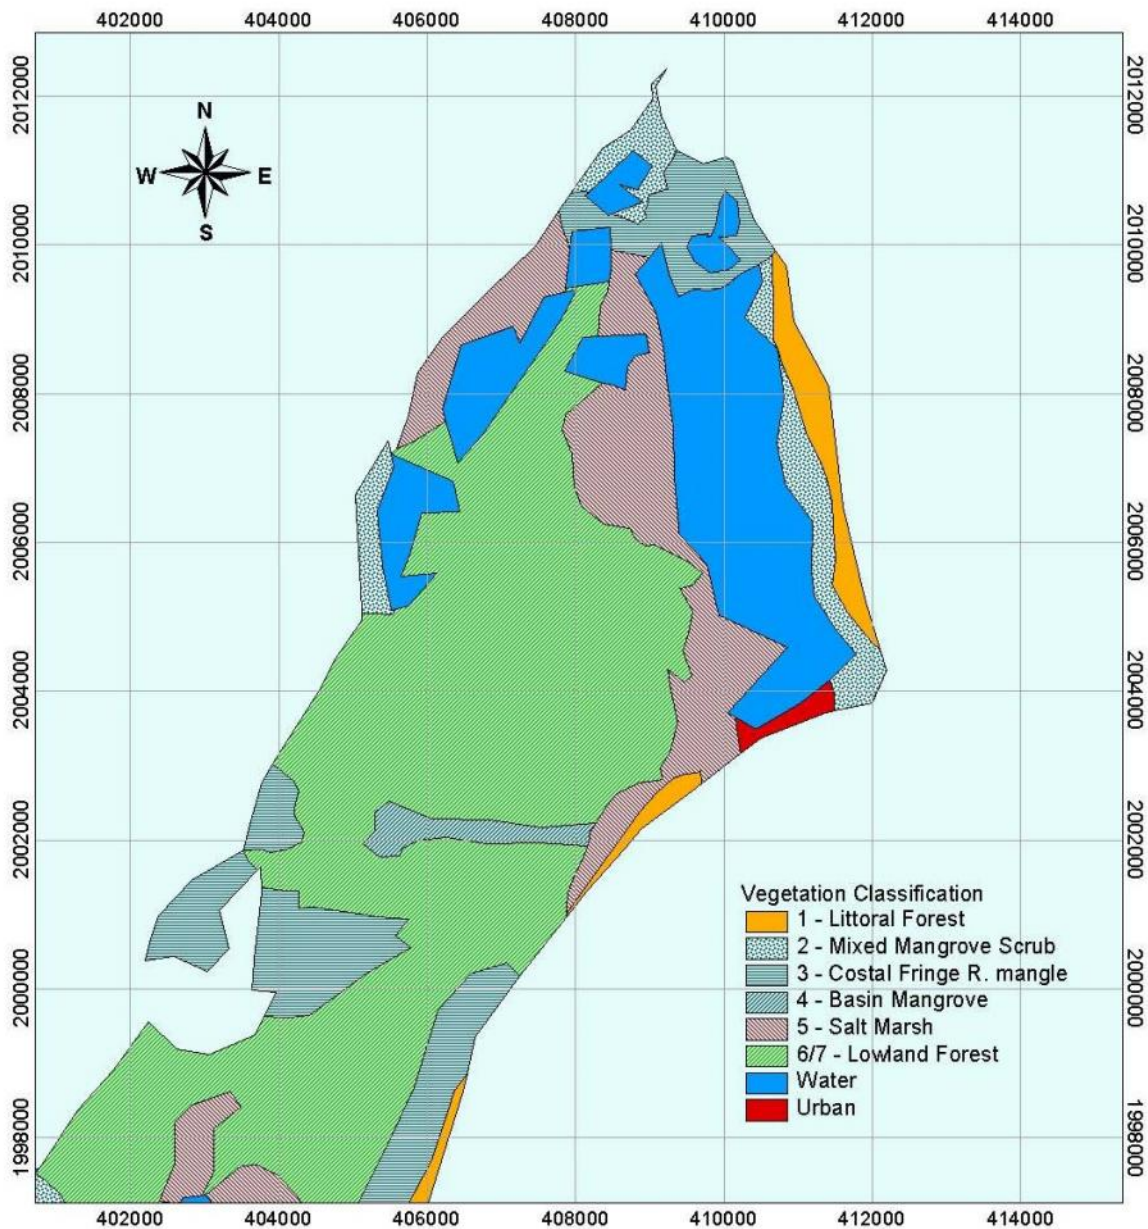 402000 404000 406000 408000 410000 412000 414000
2012000 2012000
N
W E
S
2010000 2010000
2008000 2008000
2006000 2006000
2004000 2004000
2002000 2002000
Vegetation Classification
1 - Littoral Forest
2 - Mixed Mangrove Scrub
3 - Costal Fringe R. mangle
2000000 2000000
4 - Basin Mangrove
5 - Salt Marsh
6/7 - Lowland Forest
Water
Urban
1998000 1998000
402000 404000 406000 408000 410000 412000 414000